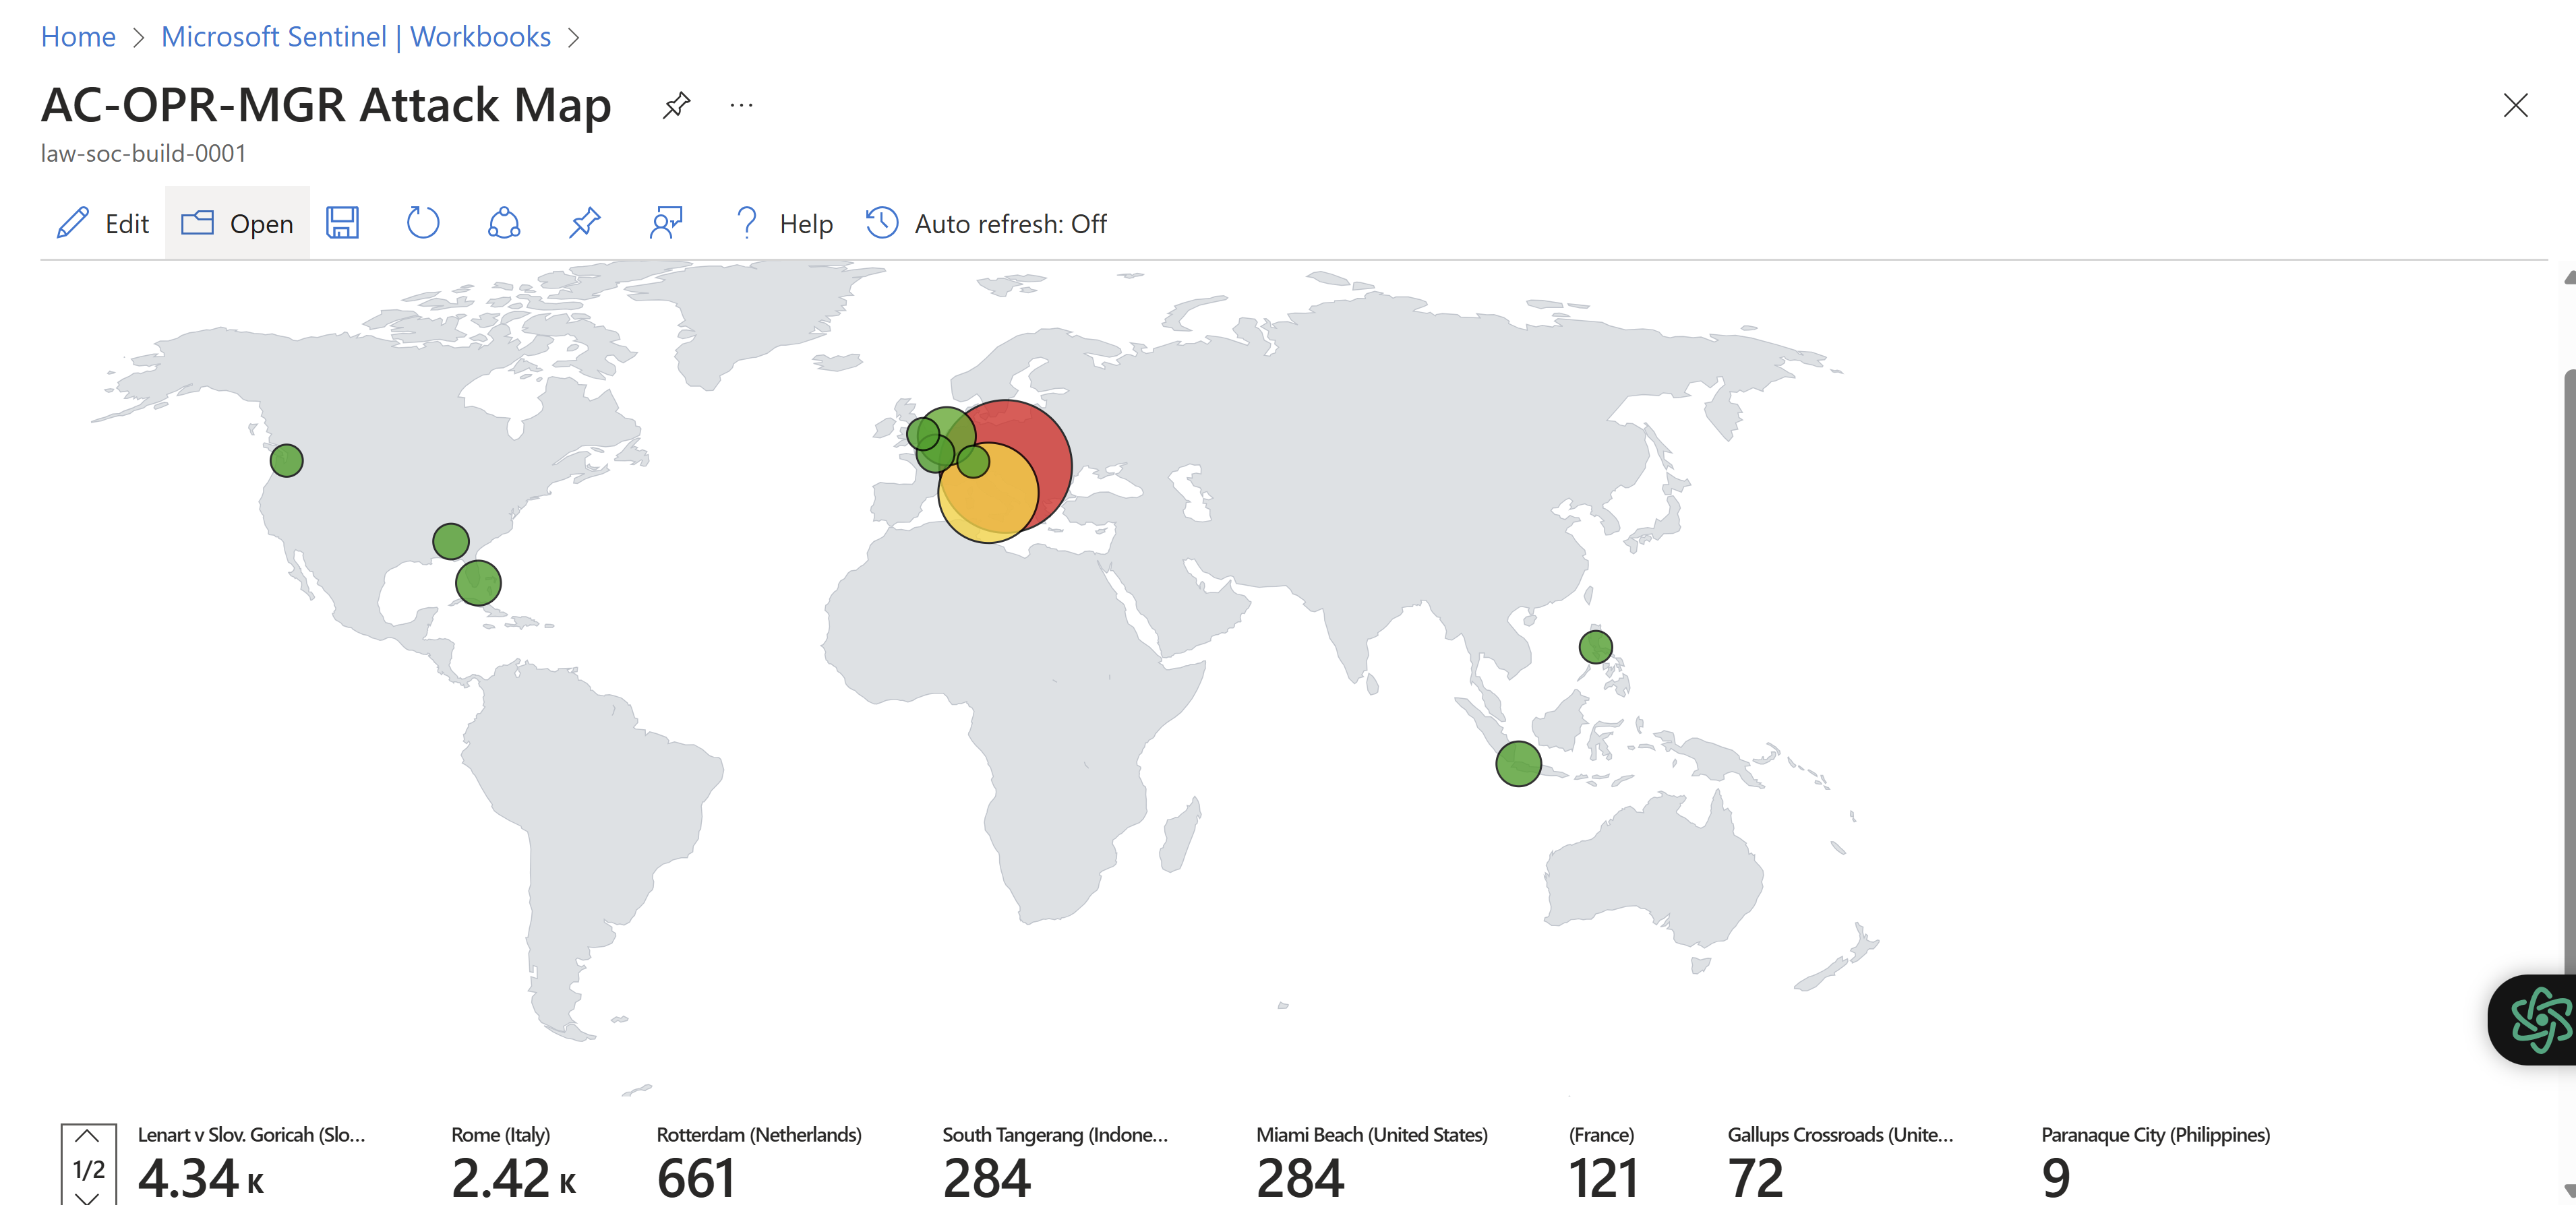 Home > Microsoft Sentinel | Workbooks >
AC-OPR-MGR Attack Map ...
law-soc-build-0001
Edit Open ? Help Auto refresh: Off
Lenart v Slov. Goricah (Slo... Rome (Italy) Rotterdam (Netherlands) South Tangerang (Indone... Miami Beach (United States) (France) Gallups Crossroads (Unite... Paranaque City (Philippines)
1/2 4.34 K 2.42 K 661 284 284 121 72 9